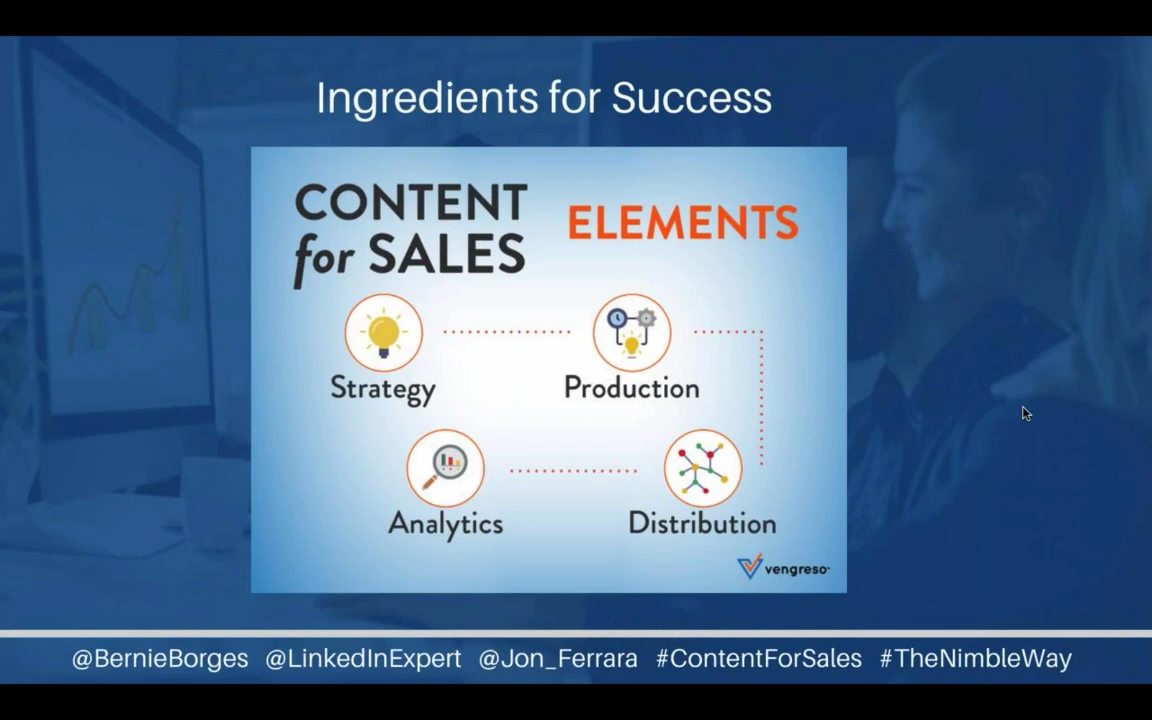 Ingredients for Success
CONTENT
for SALES
ELEMENTS
Strategy
Production
Analytics
Distribution
vengreso
@BernieBorges @LinkedInExpert @Jon_Ferrara #ContentForSales #TheNimbleWay